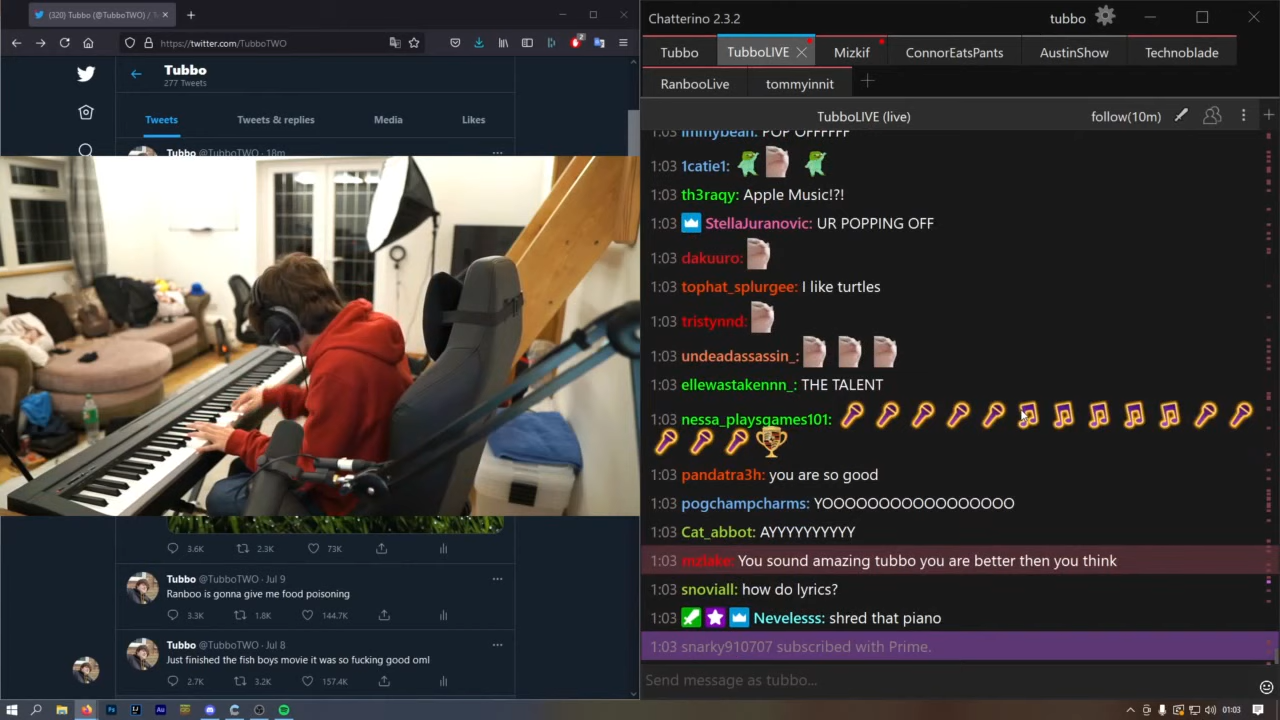 (320) Tubbo (@TubboTWO) / T
https://twitter.com/TubboTWO
2
Tubbo
277 Tweets
Tweets
Tweets & replies
Media
Likes
Tubbo @TubboTWO · 18m
3.6K
2.3K
73K
Tubbo @TubboTWO · Jul 9
Ranboo is gonna give me food poisoning
3.3K
1.8K
144.7K
Tubbo @TubboTWO · Jul 8
Just finished the fish boys movie it was so fucking good oml
2.7K
3.2K
157.4K
Chatterino 2.3.2
tubbo
Tubbo
TubboLIVE
Mizkif
ConnorEatsPants
AustinShow
Technoblade
RanbooLive
tommyinnit
TubboLIVE (live)
follow(10m)
1:03 immybean: POP OFFFFFF
1:03 1catie1:
1:03 th3raqy: Apple Music!?!
1:03 StellaJuranovic: UR POPPING OFF
1:03 dakuuro:
1:03 tophat_splurgee: I like turtles
1:03 tristynnd:
1:03 undeadassassin_:
1:03 ellewastakennn_: THE TALENT
1:03 nessa_playsgames101:
1:03 pandatra3h: you are so good
1:03 pogchampcharms: YOOOOOOOOOOOOOOOO
1:03 Cat_abbot: AYYYYYYYYYY
1:03 mzlake: You sound amazing tubbo you are better then you think
1:03 snoviall: how do lyrics?
1:03 Nevelesss: shred that piano
1:03 snarky910707 subscribed with Prime.
Send message as tubbo...
01:03